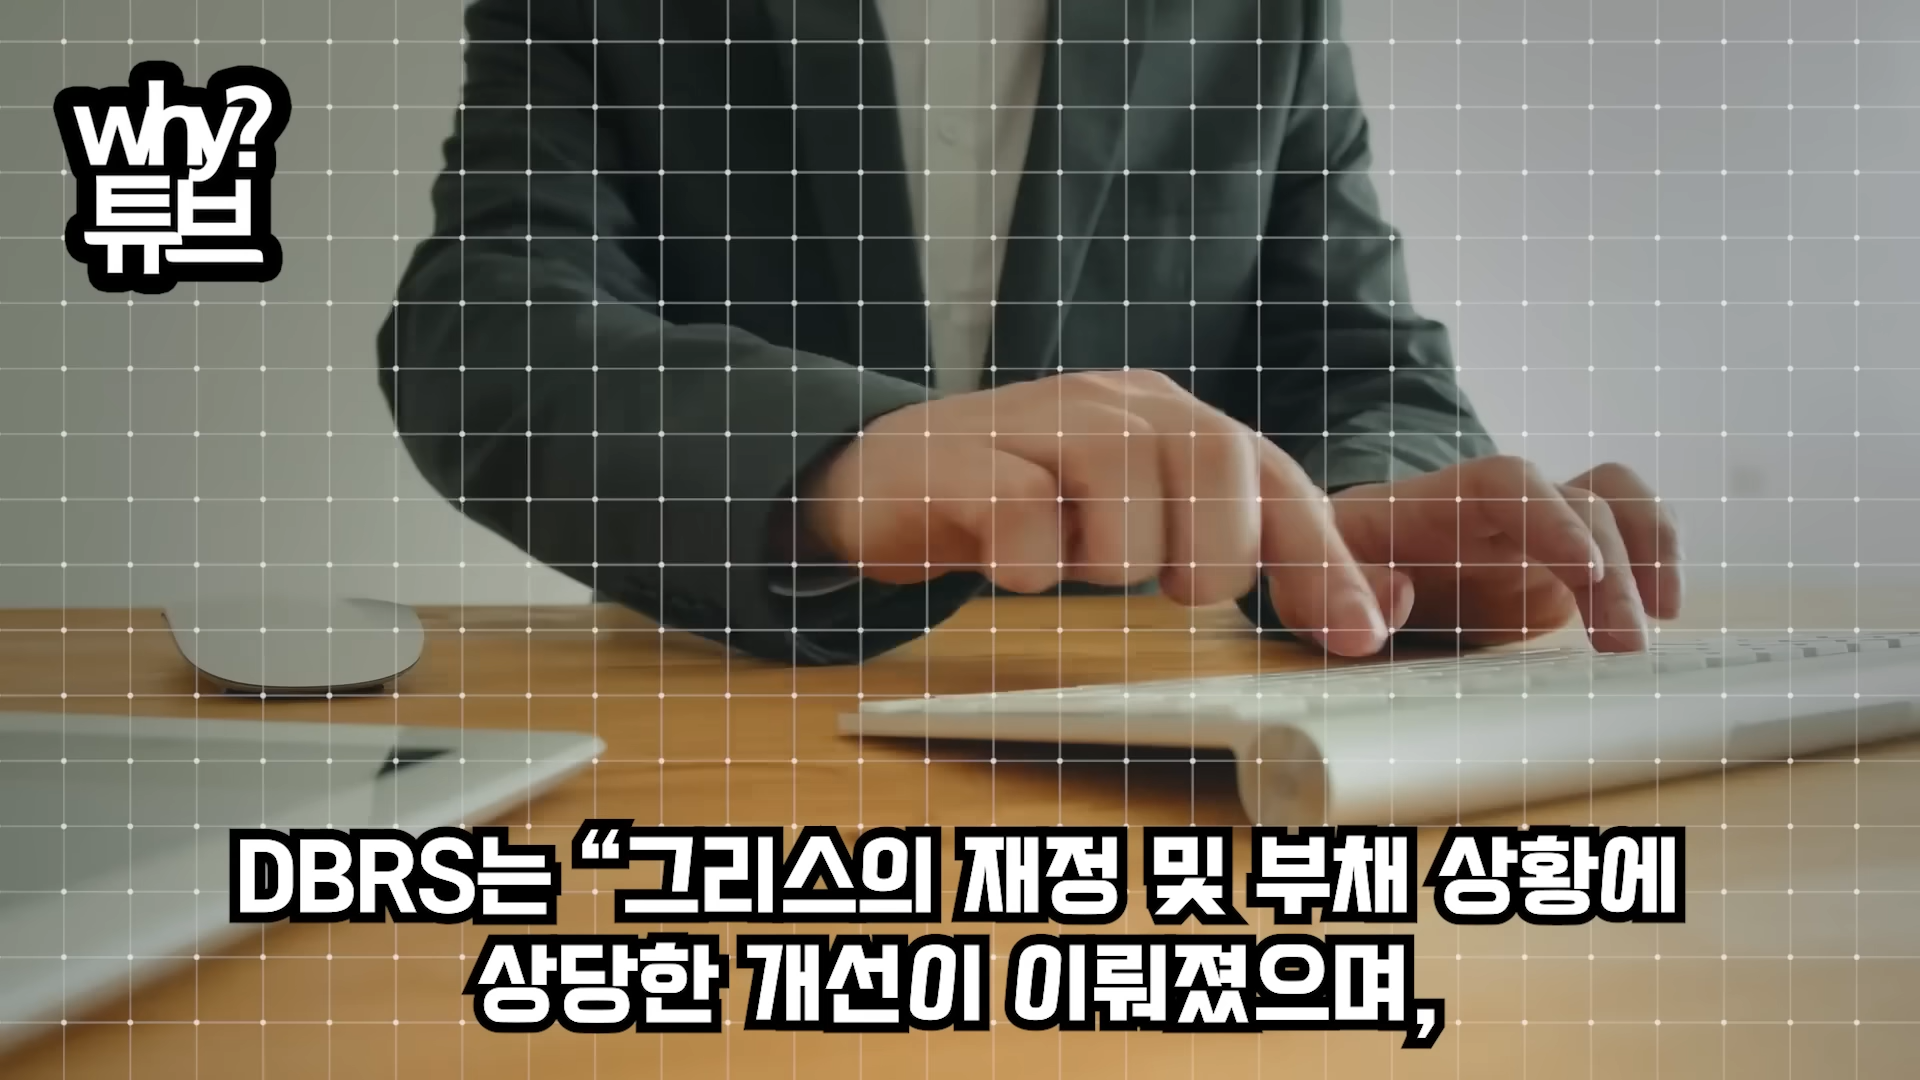 why?
튜브
DBRS는 “그리스의 재정 및 부채 상황에
상당한 개선이 이뤄졌으며,